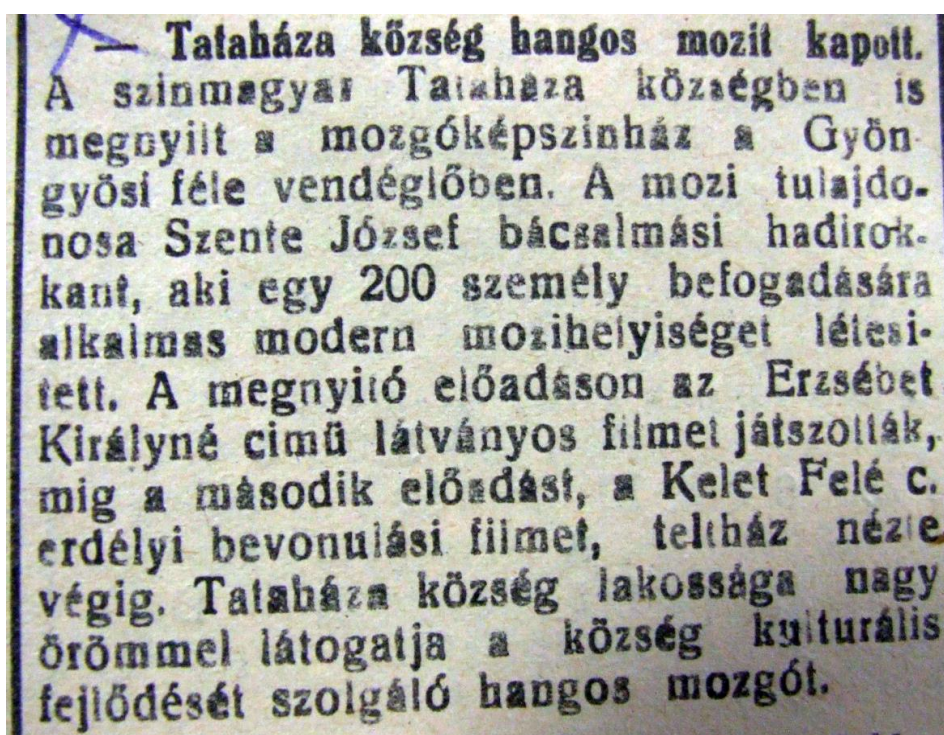 — Tataháza község hangos mozit kapott.
A szinmagyar Tataháza községben is
megnyilt a mozgóképszinház a Gyön-
gyösi féle vendéglőben. A mozi tulajdo-
nosa Szente József bácsalmási hadirok-
kant, aki egy 200 személy befogadására
alkalmas modern mozihelyiséget létesi-
tett. A megnyitó előadáson az Erzsébet
Királyné cimü látványos filmet játszották,
mig a második előadást, a Kelet Felé c.
erdélyi bevonulási filmet, teltház nézte
végig. Tataháza község lakossága nagy
örömmel látogatja a község kulturális
fejlődését szolgáló hangos mozgót.